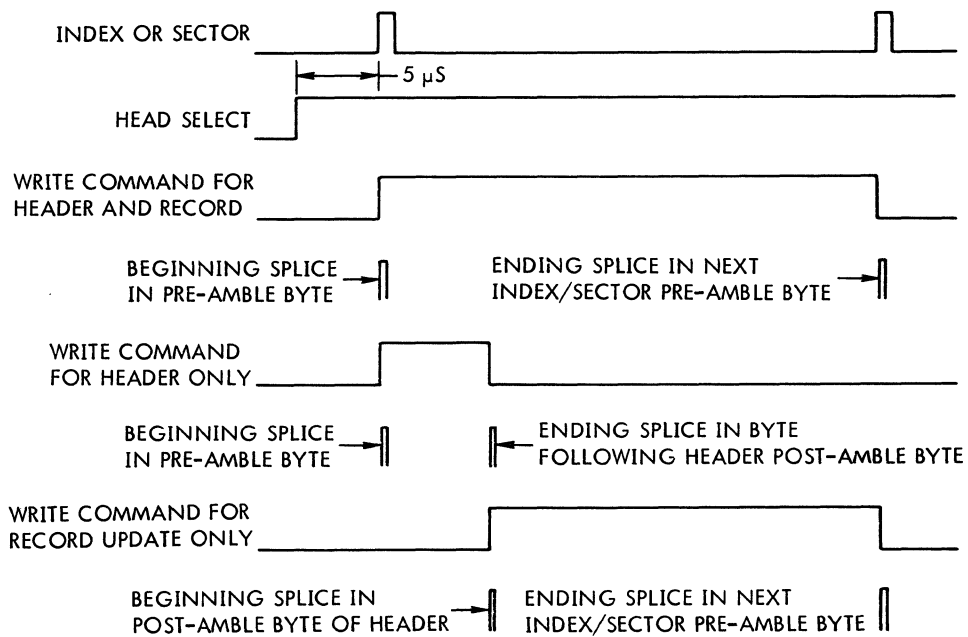 INDEX OR SECTOR
5 μS
HEAD SELECT
WRITE COMMAND FOR
HEADER AND RECORD
BEGINNING SPLICE
IN PRE-AMBLE BYTE
ENDING SPLICE IN NEXT
INDEX/SECTOR PRE-AMBLE BYTE
WRITE COMMAND
FOR HEADER ONLY
BEGINNING SPLICE
IN PRE-AMBLE BYTE
ENDING SPLICE IN BYTE
FOLLOWING HEADER POST-AMBLE BYTE
WRITE COMMAND FOR
RECORD UPDATE ONLY
BEGINNING SPLICE IN
POST-AMBLE BYTE OF HEADER
ENDING SPLICE IN NEXT
INDEX/SECTOR PRE-AMBLE BYTE